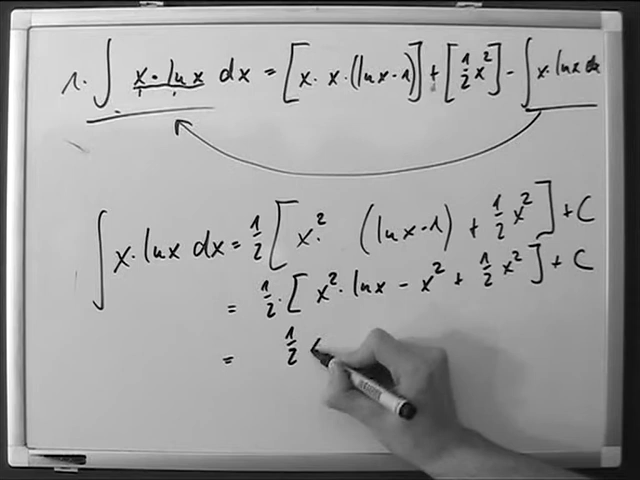 1. ∫ x · ln x dx = [x · x · (ln x - 1)] + [½ x²] - ∫ x · ln x dx
∫ x · ln x dx = ½ [x² · (ln x - 1) + ½ x²] + C
= ½ · [x² · ln x - x² + ½ x²] + C
= ½